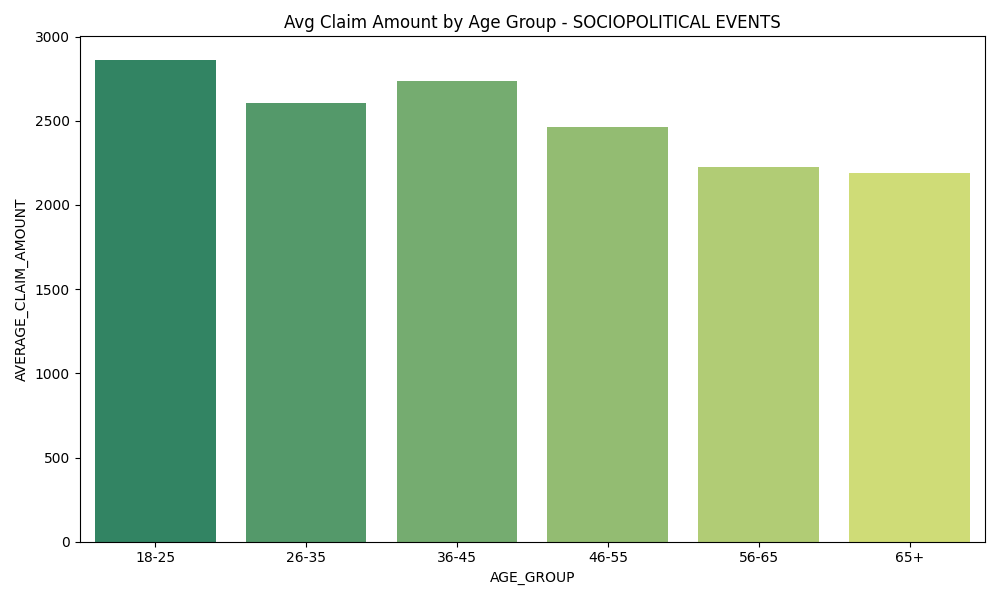 Avg Claim Amount by Age Group - SOCIOPOLITICAL EVENTS
3000
2500
2000
1500
1000
500
0
AVERAGE_CLAIM_AMOUNT
18-25 26-35 36-45 46-55 56-65 65+
AGE_GROUP